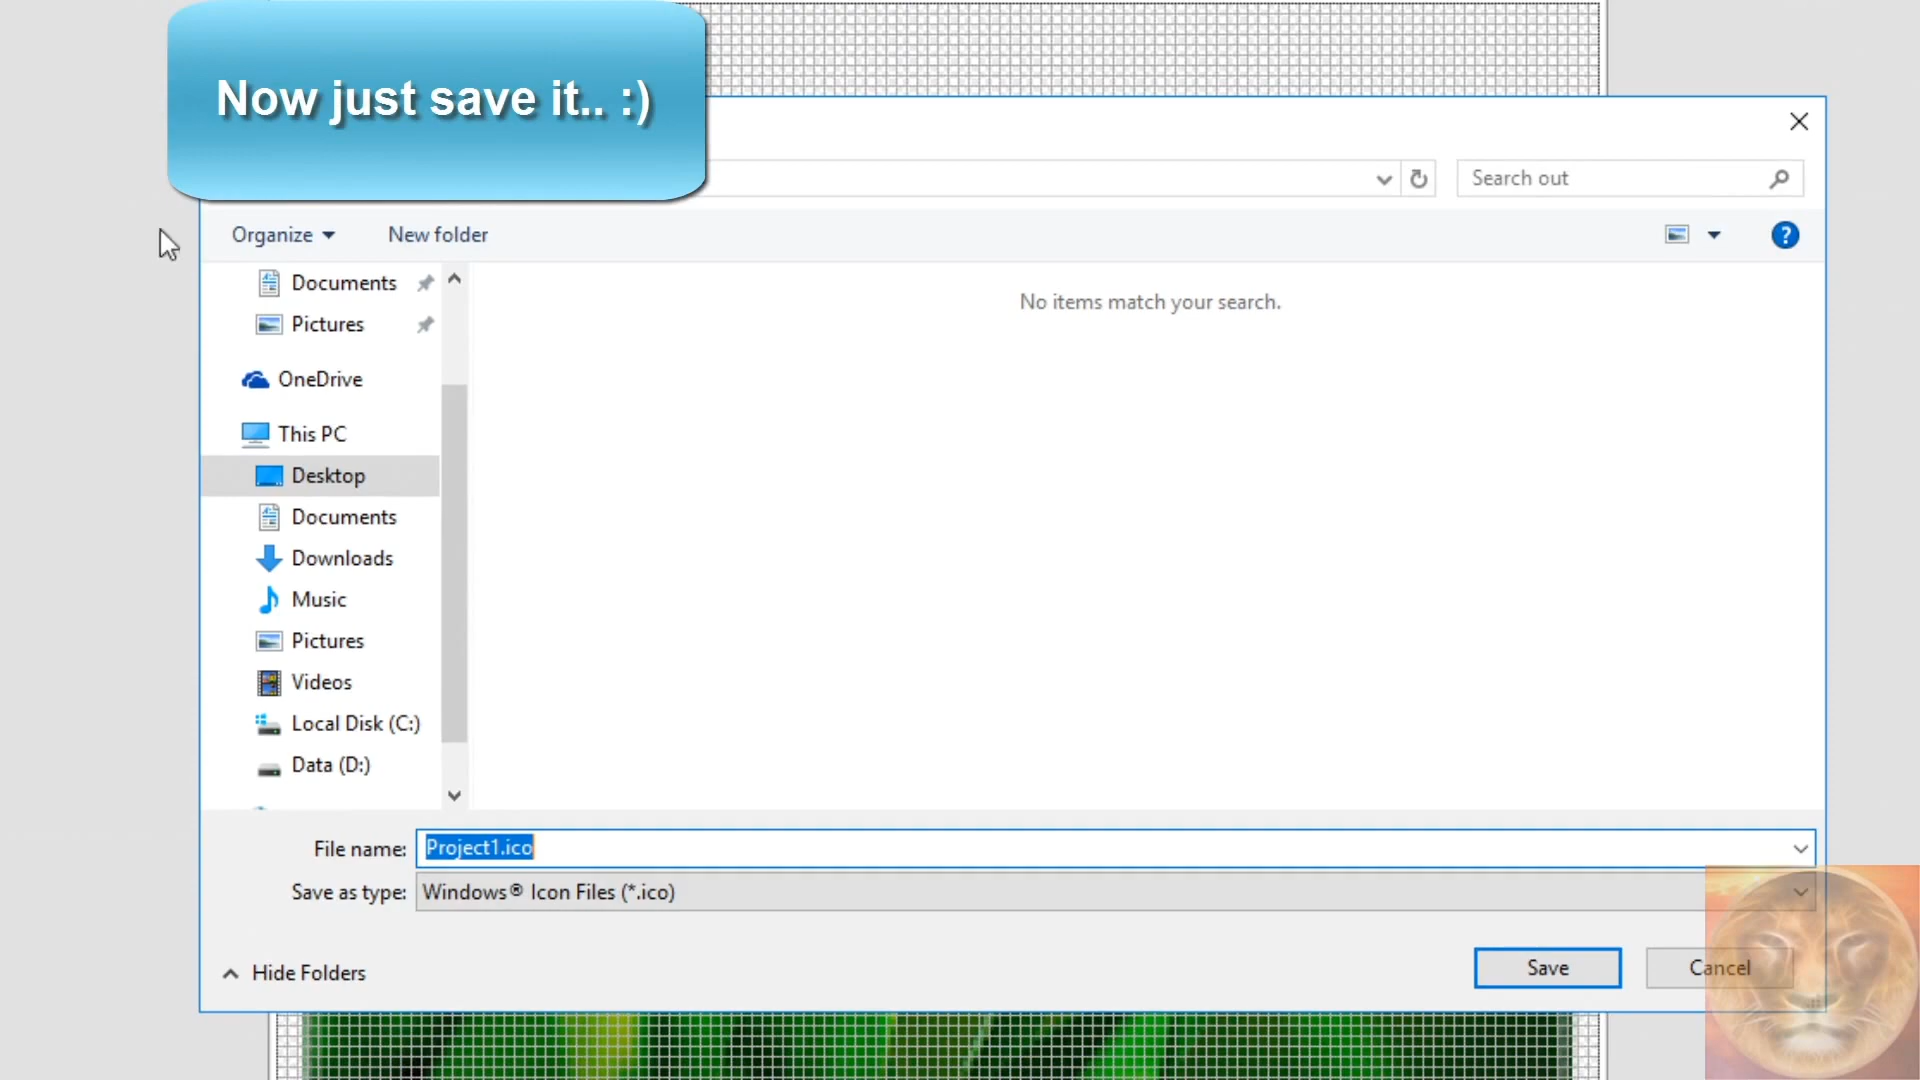 Now just save it.. :)
Search out
Organize
New folder
?
Documents
Pictures
No items match your search.
OneDrive
This PC
Desktop
Documents
Downloads
Music
Pictures
Videos
Local Disk (C:)
Data (D:)
File name: Project1.ico
Save as type: Windows® Icon Files (*.ico)
Hide Folders
Save
Cancel